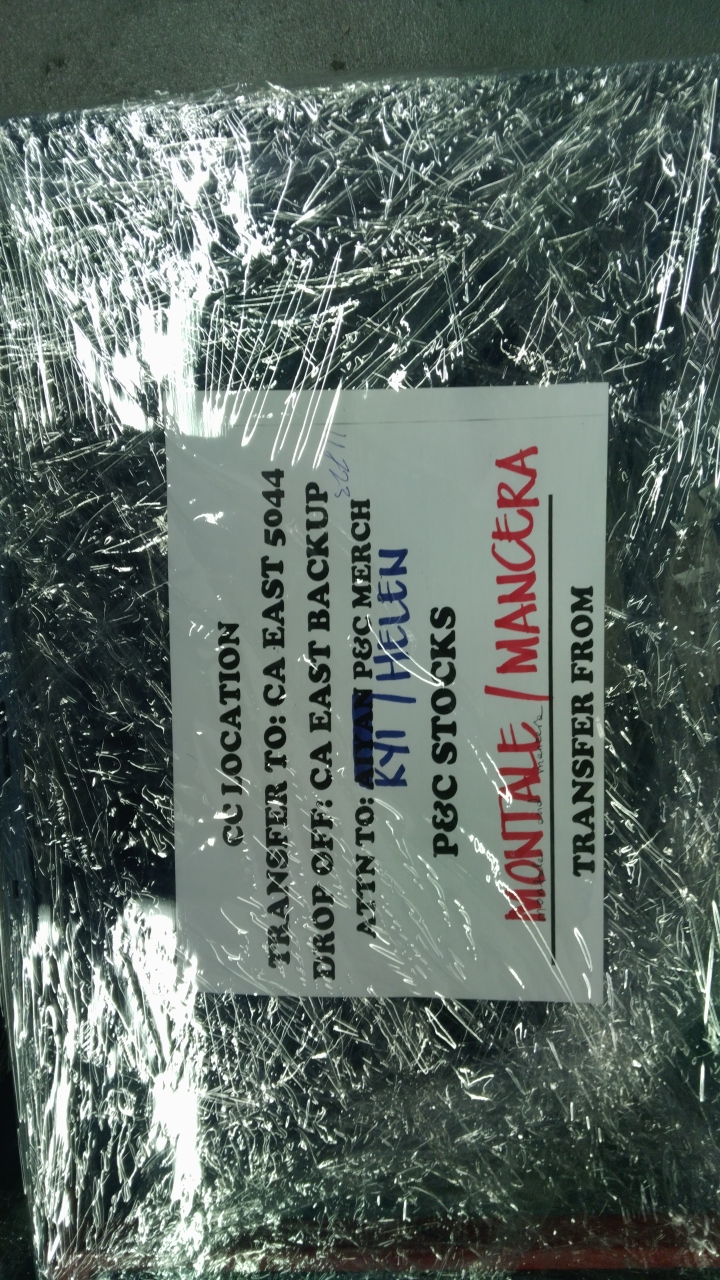 CC LOCATION
TRANSFER TO: CA EAST 5044
DROP OFF: CA EAST BACKUP
ATTN TO: AIYAN P&C MERCH
KYI / HELEN
P&C STOCKS
MONTALE / MANCERA
TRANSFER FROM